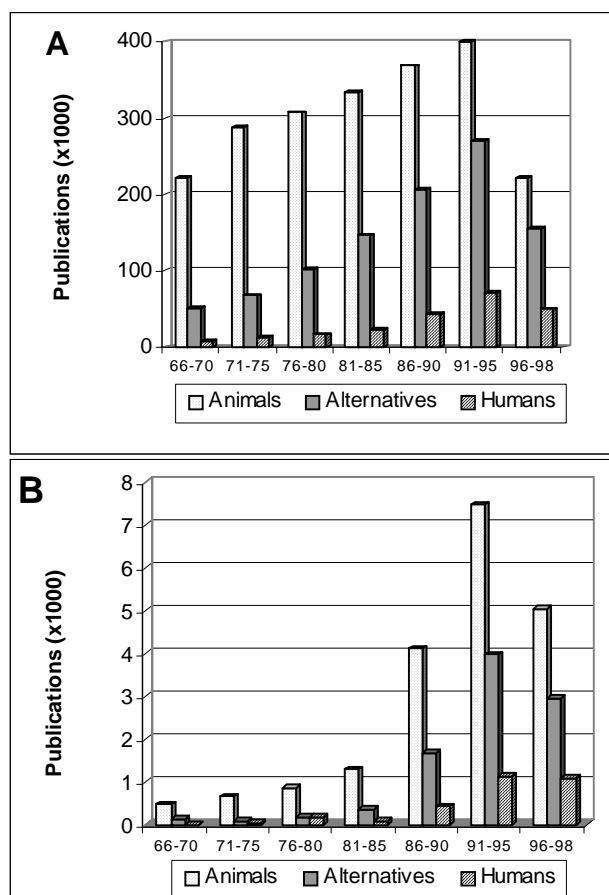 A
Publications (x1000)
400
300
200
100
0
66-70 71-75 76-80 81-85 86-90 91-95 96-98
Animals Alternatives Humans
B
Publications (x1000)
8
7
6
5
4
3
2
1
0
66-70 71-75 76-80 81-85 86-90 91-95 96-98
Animals Alternatives Humans